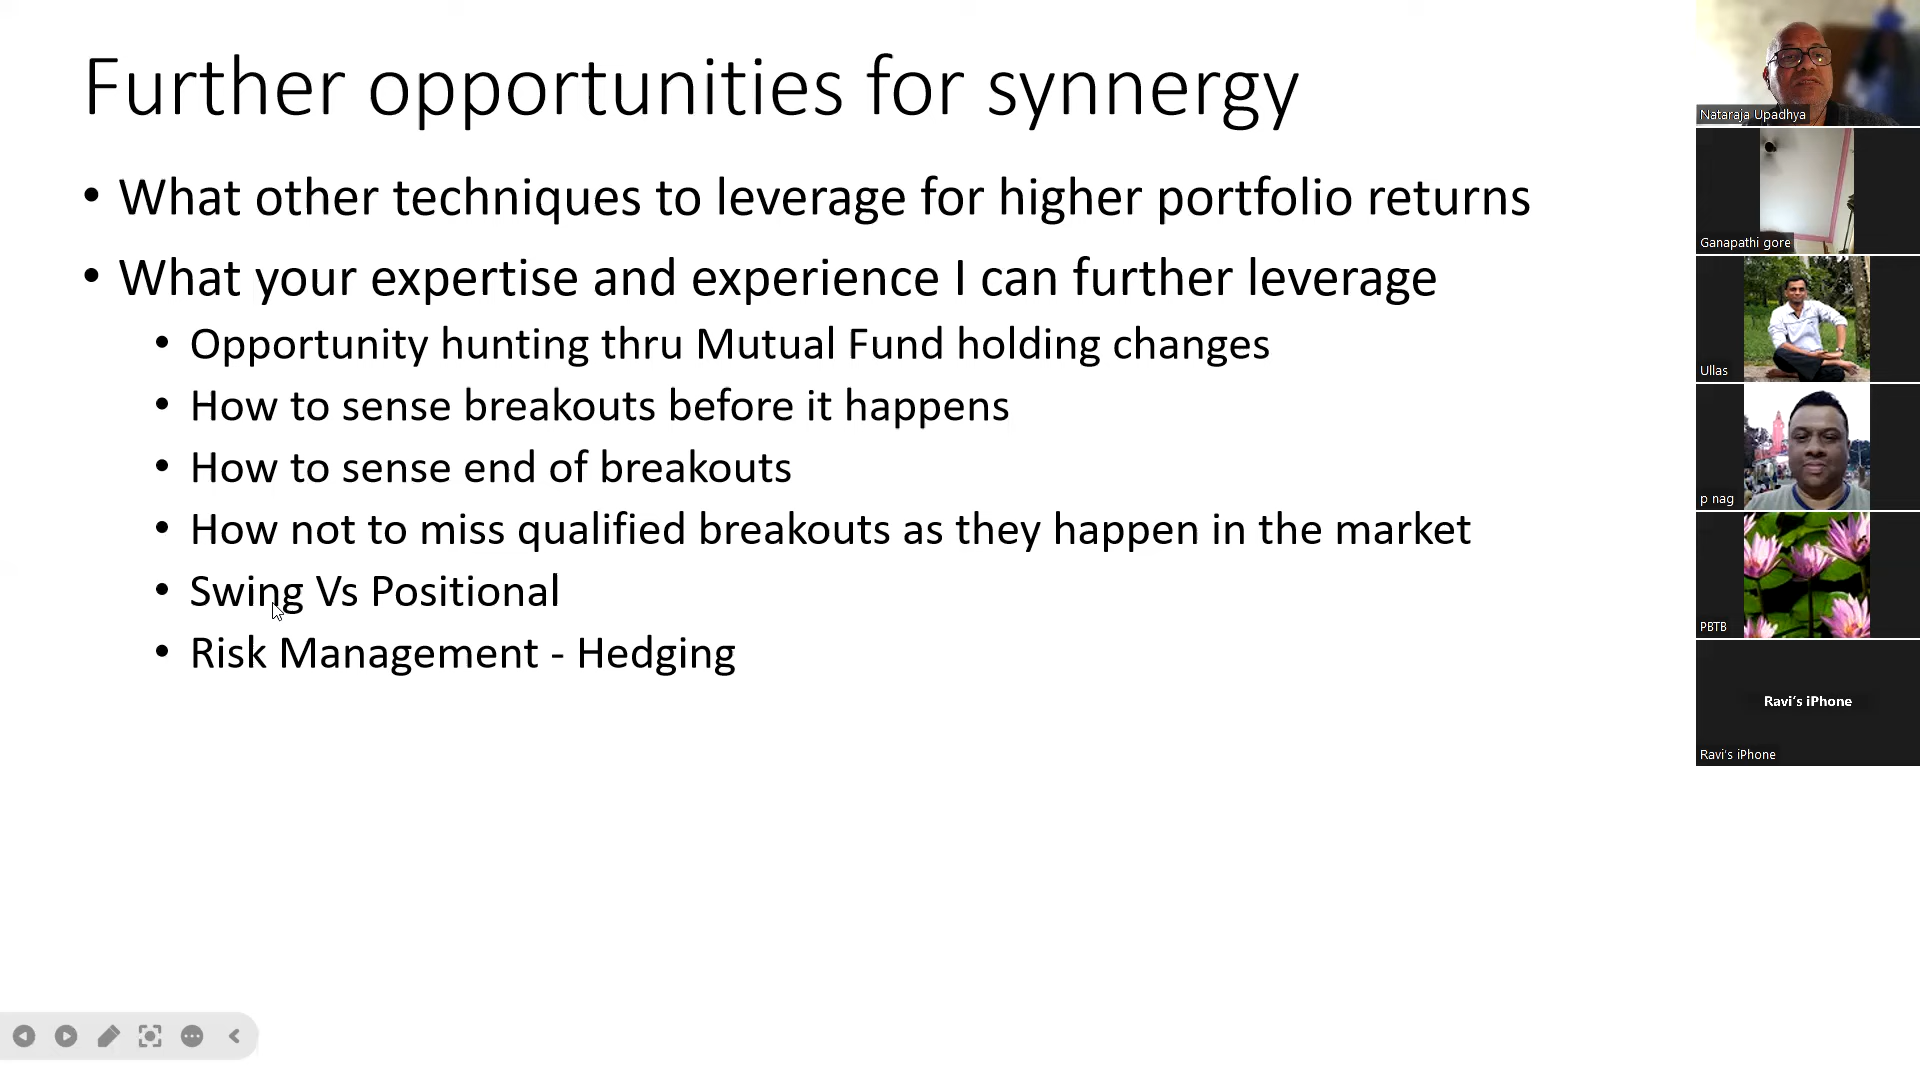 Further opportunities for synnergy
• What other techniques to leverage for higher portfolio returns
• What your expertise and experience I can further leverage
• Opportunity hunting thru Mutual Fund holding changes
• How to sense breakouts before it happens
• How to sense end of breakouts
• How not to miss qualified breakouts as they happen in the market
• Swing Vs Positional
• Risk Management - Hedging
Nataraja Upadhya
Ganapathi gore
Ullas
p nag
PBTB
Ravi's iPhone
Ravi's iPhone